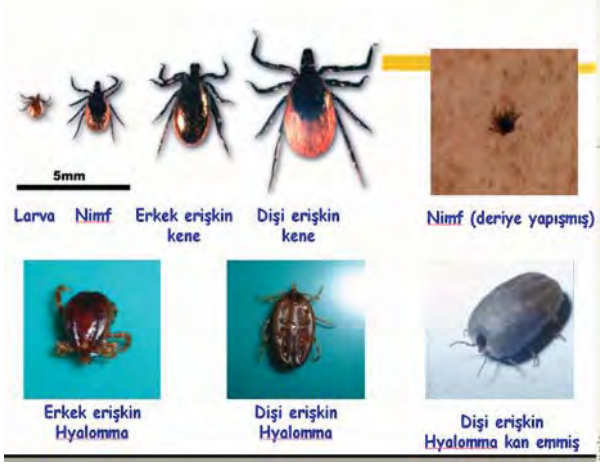 5mm
Larva Nimf Erkek erişkin kene Dişi erişkin kene
Nimf (deriye yapışmış)
Erkek erişkin
Hyalomma
Dişi erişkin
Hyalomma
Dişi erişkin
Hyalomma kan emmiş